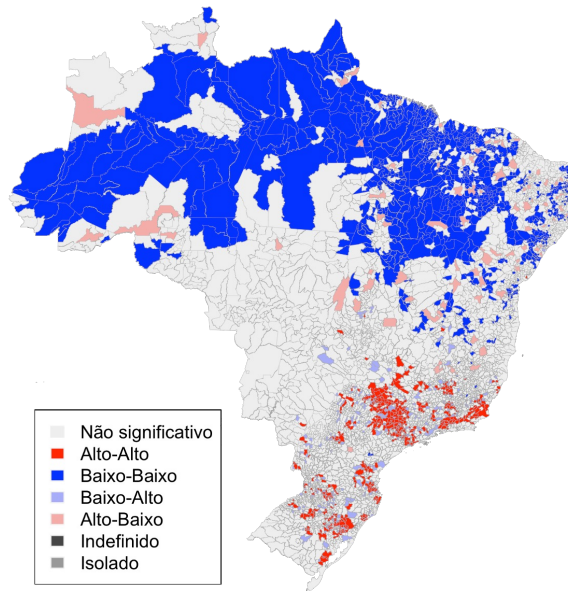 Não significativo
Alto-Alto
Baixo-Baixo
Baixo-Alto
Alto-Baixo
Indefinido
Isolado